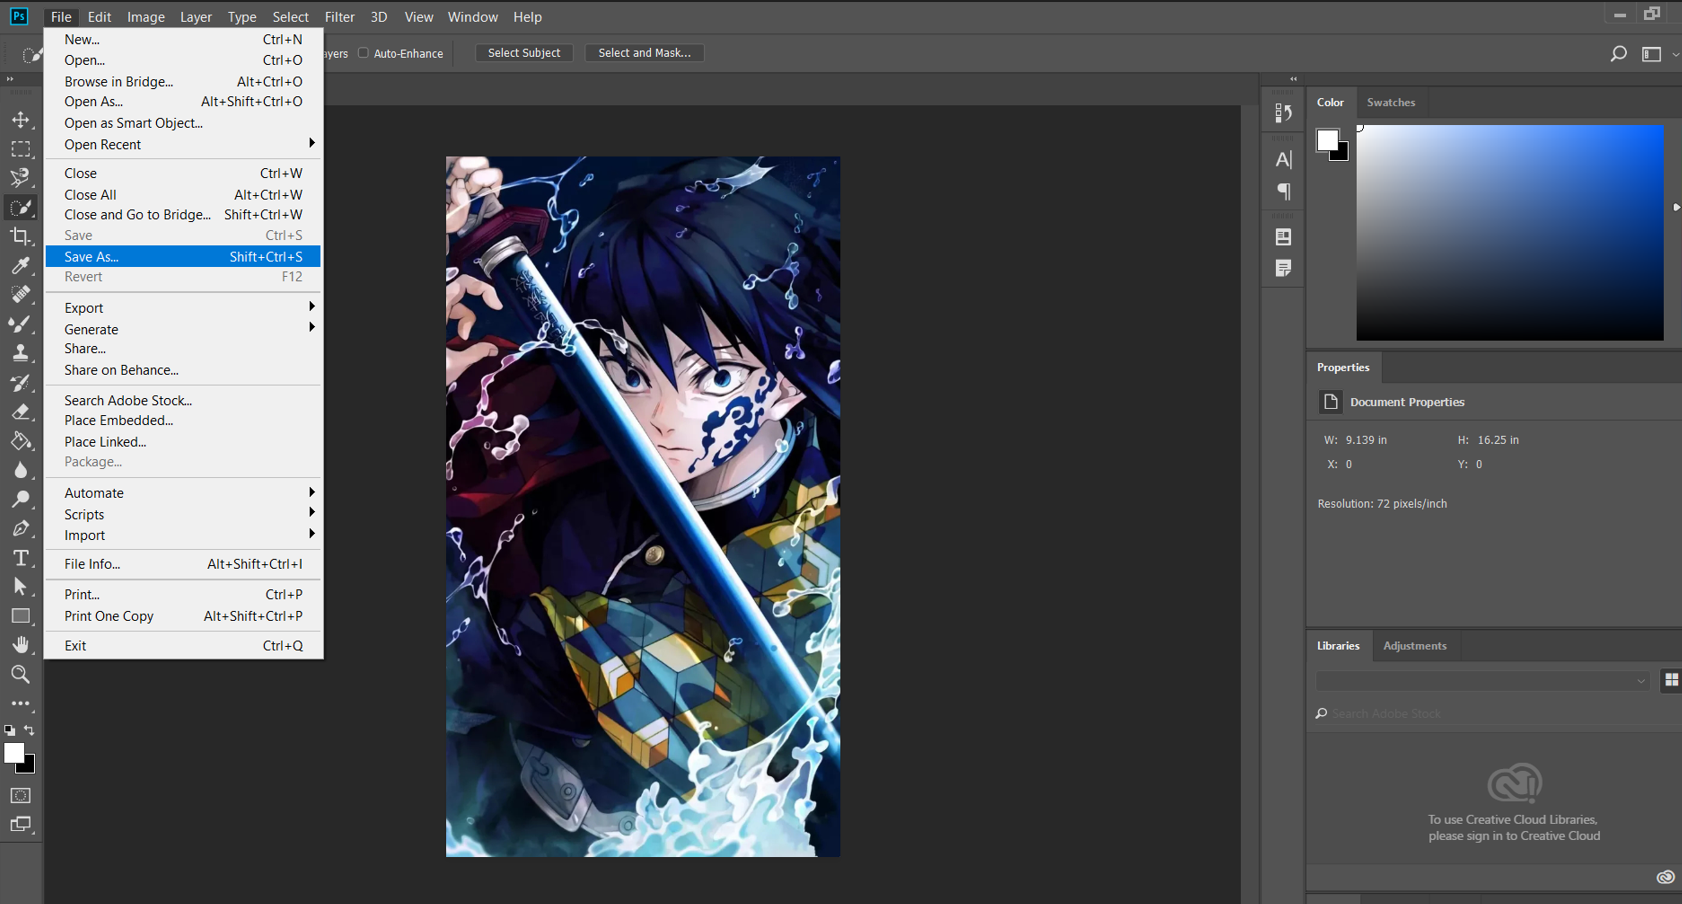 Ps File Edit Image Layer Type Select Filter 3D View Window Help
ayers Auto-Enhance Select Subject Select and Mask...
New... Ctrl+N
Open... Ctrl+O
Browse in Bridge... Alt+Ctrl+O
Open As... Alt+Shift+Ctrl+O
Open as Smart Object...
Open Recent
Close Ctrl+W
Close All Alt+Ctrl+W
Close and Go to Bridge... Shift+Ctrl+W
Save Ctrl+S
Save As... Shift+Ctrl+S
Revert F12
Export
Generate
Share...
Share on Behance...
Search Adobe Stock...
Place Embedded...
Place Linked...
Package...
Automate
Scripts
Import
File Info... Alt+Shift+Ctrl+I
Print... Ctrl+P
Print One Copy Alt+Shift+Ctrl+P
Exit Ctrl+Q
Color Swatches
Properties
Document Properties
W: 9.139 in H: 16.25 in
X: 0 Y: 0
Resolution: 72 pixels/inch
Libraries Adjustments
Search Adobe Stock
To use Creative Cloud Libraries,
please sign in to Creative Cloud